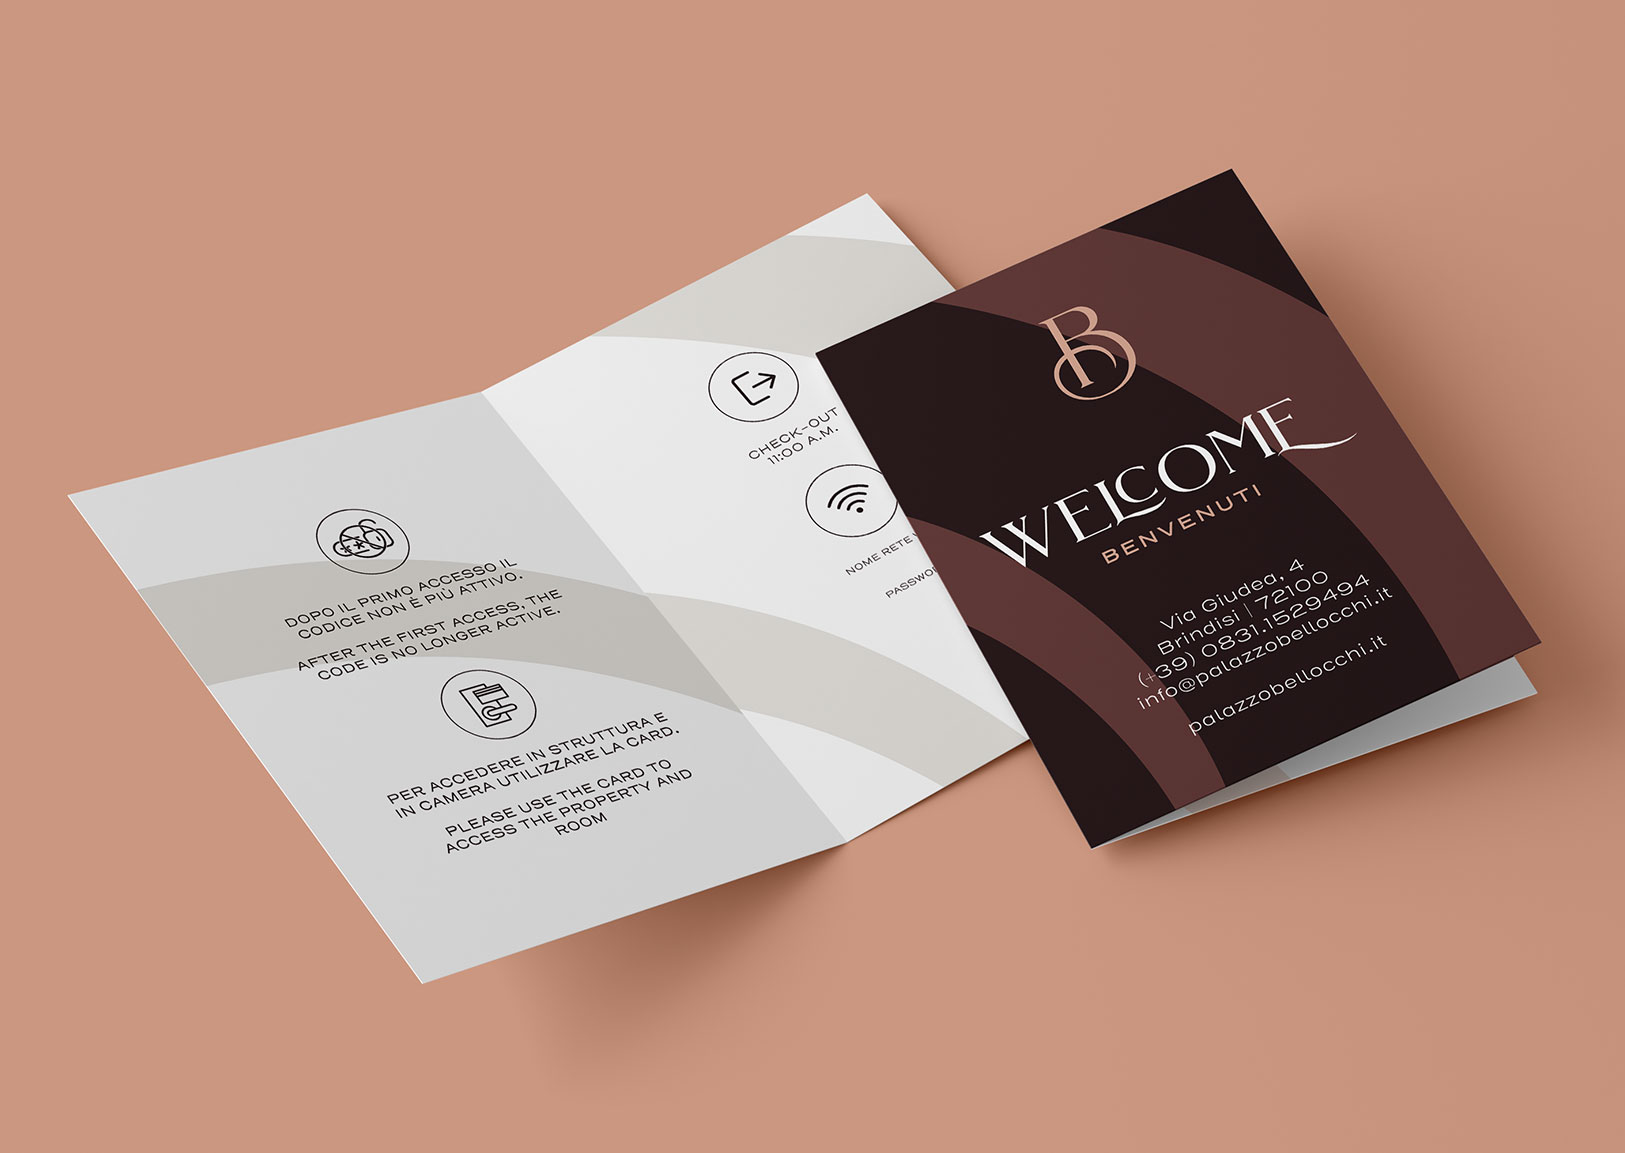 DOPO IL PRIMO ACCESSO IL
CODICE NON È PIÙ ATTIVO.
AFTER THE FIRST ACCESS, THE
CODE IS NO LONGER ACTIVE.
PER ACCEDERE IN STRUTTURA E
IN CAMERA UTILIZZARE LA CARD.
PLEASE USE THE CARD TO
ACCESS THE PROPERTY AND
ROOM
CHECK-OUT
11:00 A.M.
NOME RETE
B
WELCOME
BENVENUTI
Via Giudea, 4
Brindisi | 72100
(+39) 0831.1529494
info@palazzobellocchi.it
palazzobellocchi.it